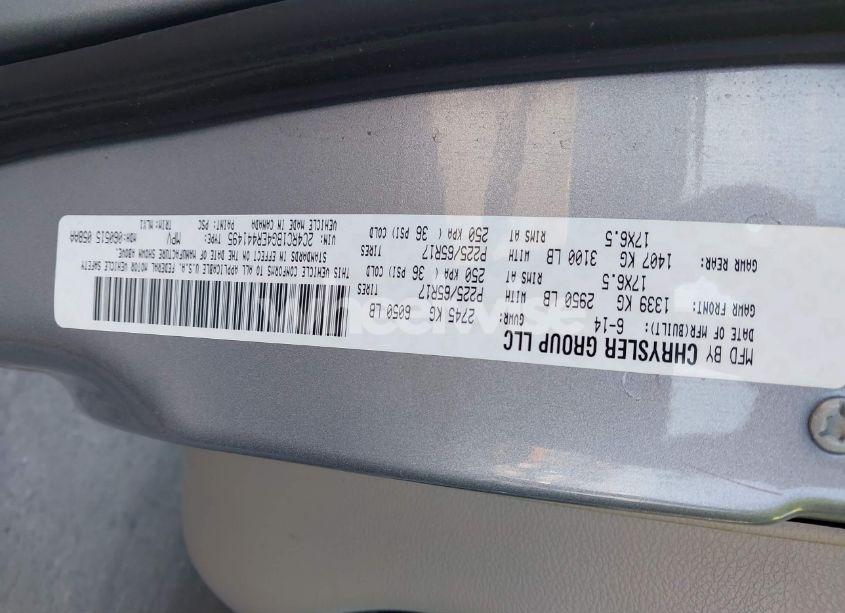 MFD BY CHRYSLER GROUP LLC
DATE OF MFR(BUILT): 6-14 GVWR: 2745 KG 6050 LB
GAWR FRONT: 1339 KG 2950 LB WITH P225/65R17 TIRES
17X6.5 RIMS AT 250 KPA( 36 PSI) COLD
GAWR REAR: 1407 KG 3100 LB WITH P225/65R17 TIRES
17X6.5 RIMS AT 250 KPA( 36 PSI) COLD
THIS VEHICLE CONFORMS TO ALL APPLICABLE U.S.A. FEDERAL MOTOR VEHICLE SAFETY
STANDARDS IN EFFECT ON THE DATE OF MANUFACTURE SHOWN ABOVE.
VIN: 2C4RC1BG4ER441495 TYPE: MPV MDH:060515 058AA
VEHICLE MADE IN CANADA PAINT: PSC TRIM: